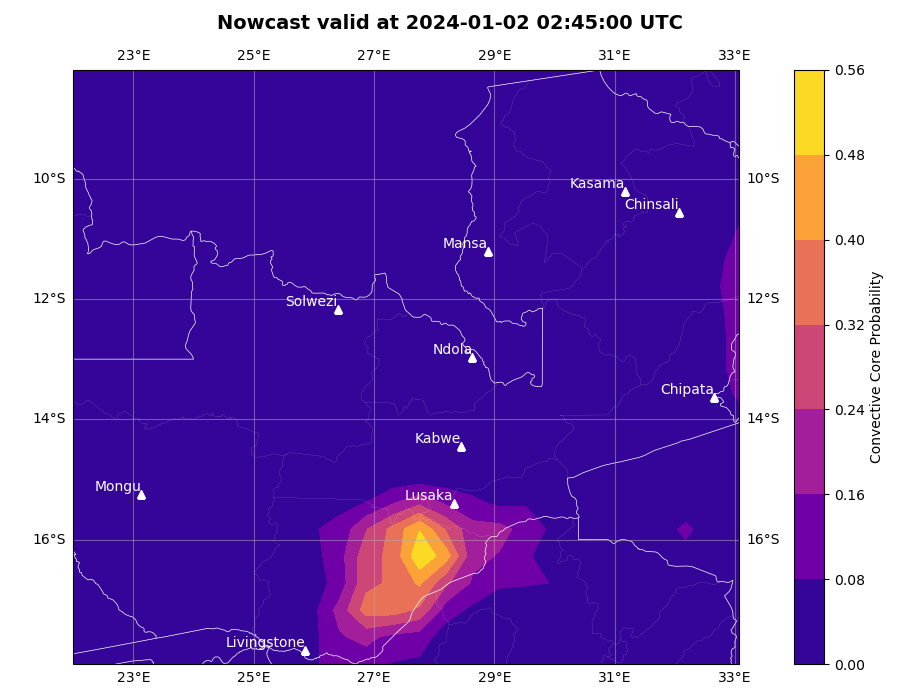 Nowcast valid at 2024-01-02 02:45:00 UTC
23°E 25°E 27°E 29°E 31°E 33°E
0.56
0.48
10°S 10°S
Kasama
Chinsali
0.40
Mansa
12°S 12°S
Solwezi
0.32
Ndola
Chipata
0.24
14°S 14°S
Kabwe
Mongu
Lusaka
0.16
16°S 16°S
0.08
Livingstone
0.00
23°E 25°E 27°E 29°E 31°E 33°E
Convective Core Probability